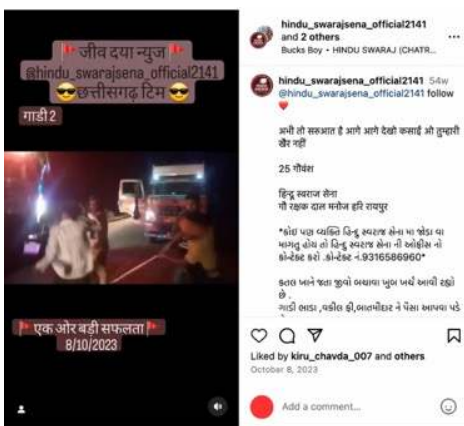 🚩जीव दया न्युज🚩
@hindu_swarajsena_official2141
😎छत्तीसगढ़ टिम😎
गाडी 2
🚩एक ओर बड़ी सफलता🚩
8/10/2023
hindu_swarajsena_official2141
and 2 others
Bucks Boy • HINDU SWARAJ (CHATR...
hindu_swarajsena_official2141 54w
@hindu_swarajsena_official2141 follow
❤️
अभी तो सरुआत है आगे आगे देखो कसाई ओ तुम्हारी
खैर नहीं
25 गौवंश
हिन्दू स्वराज सेना
गौ रक्षक दाल मनोज हरि रायपुर
*કોઇ પણ વ્યક્તિ હિન્દુ સ્વરાજ સેના મા જોડા વા
માગતુ હોય તો હિન્દુ સ્વરાજ સેના ની ઓફીસ નો
કોન્ટેક્ટ કરો .કોન્ટેક્ટ નં.9316586960*
કતલ ખાને જતા જીવો બચાવા ખુબ ખર્ચ આવી રહ્યો
છે .
ગાડી ભાડા ,વકીલ ફી,બાતમીદાર ને પૈસા આપવા પડે
Liked by kiru_chavda_007 and others
October 8, 2023
Add a comment...